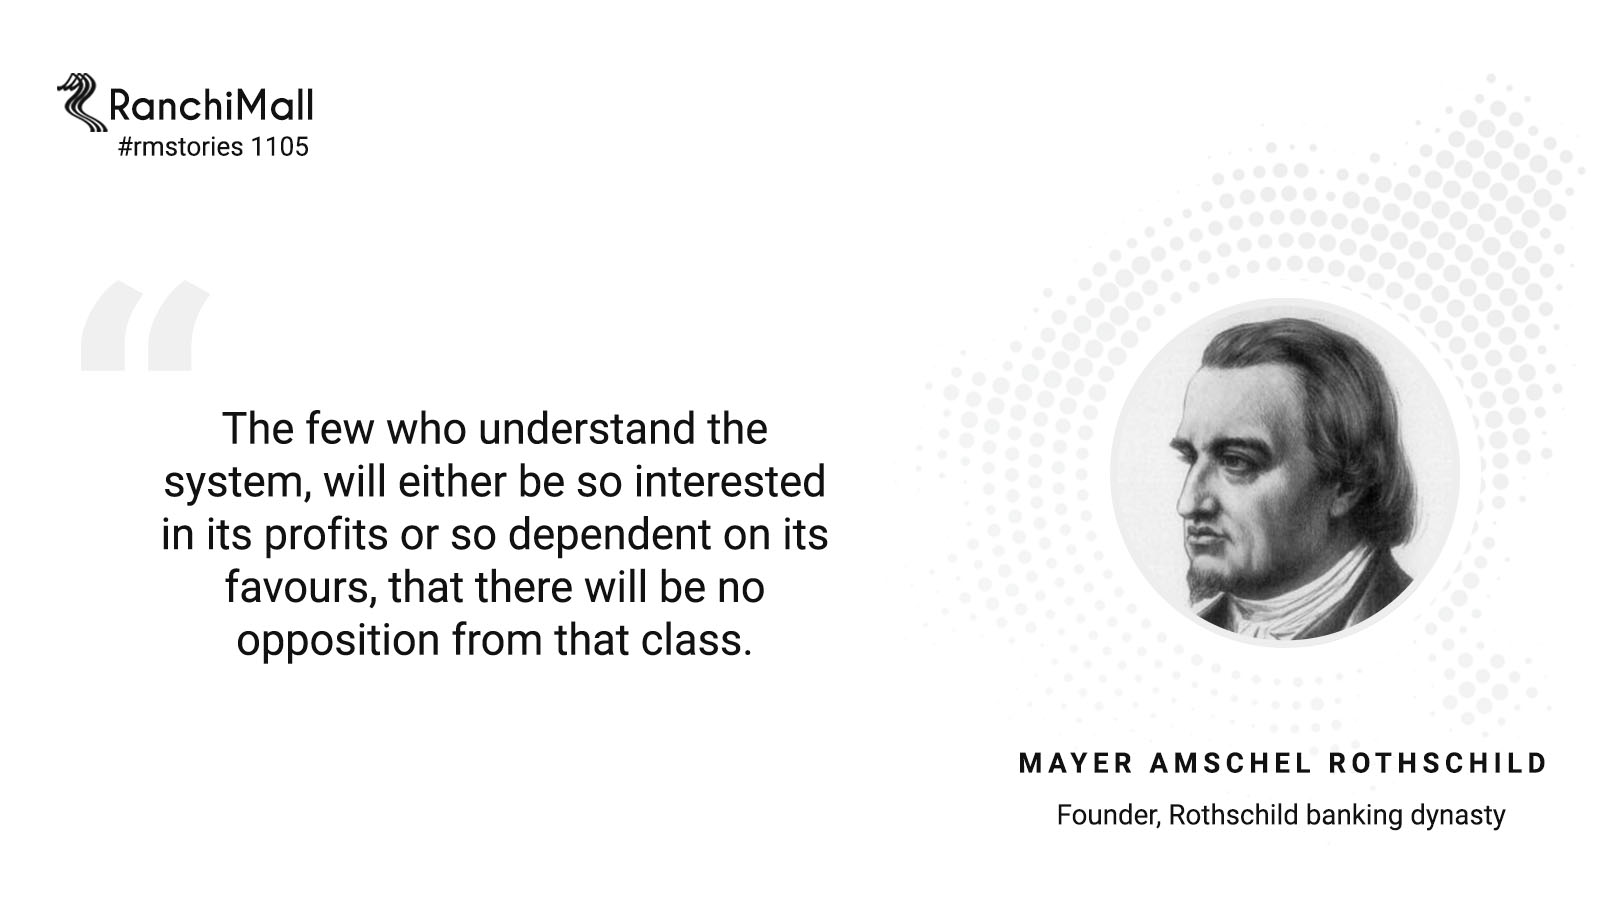 RanchiMall
#rmstories 1105
“
The few who understand the
system, will either be so interested
in its profits or so dependent on its
favours, that there will be no
opposition from that class.
MAYER AMSCHEL ROTHSCHILD
Founder, Rothschild banking dynasty